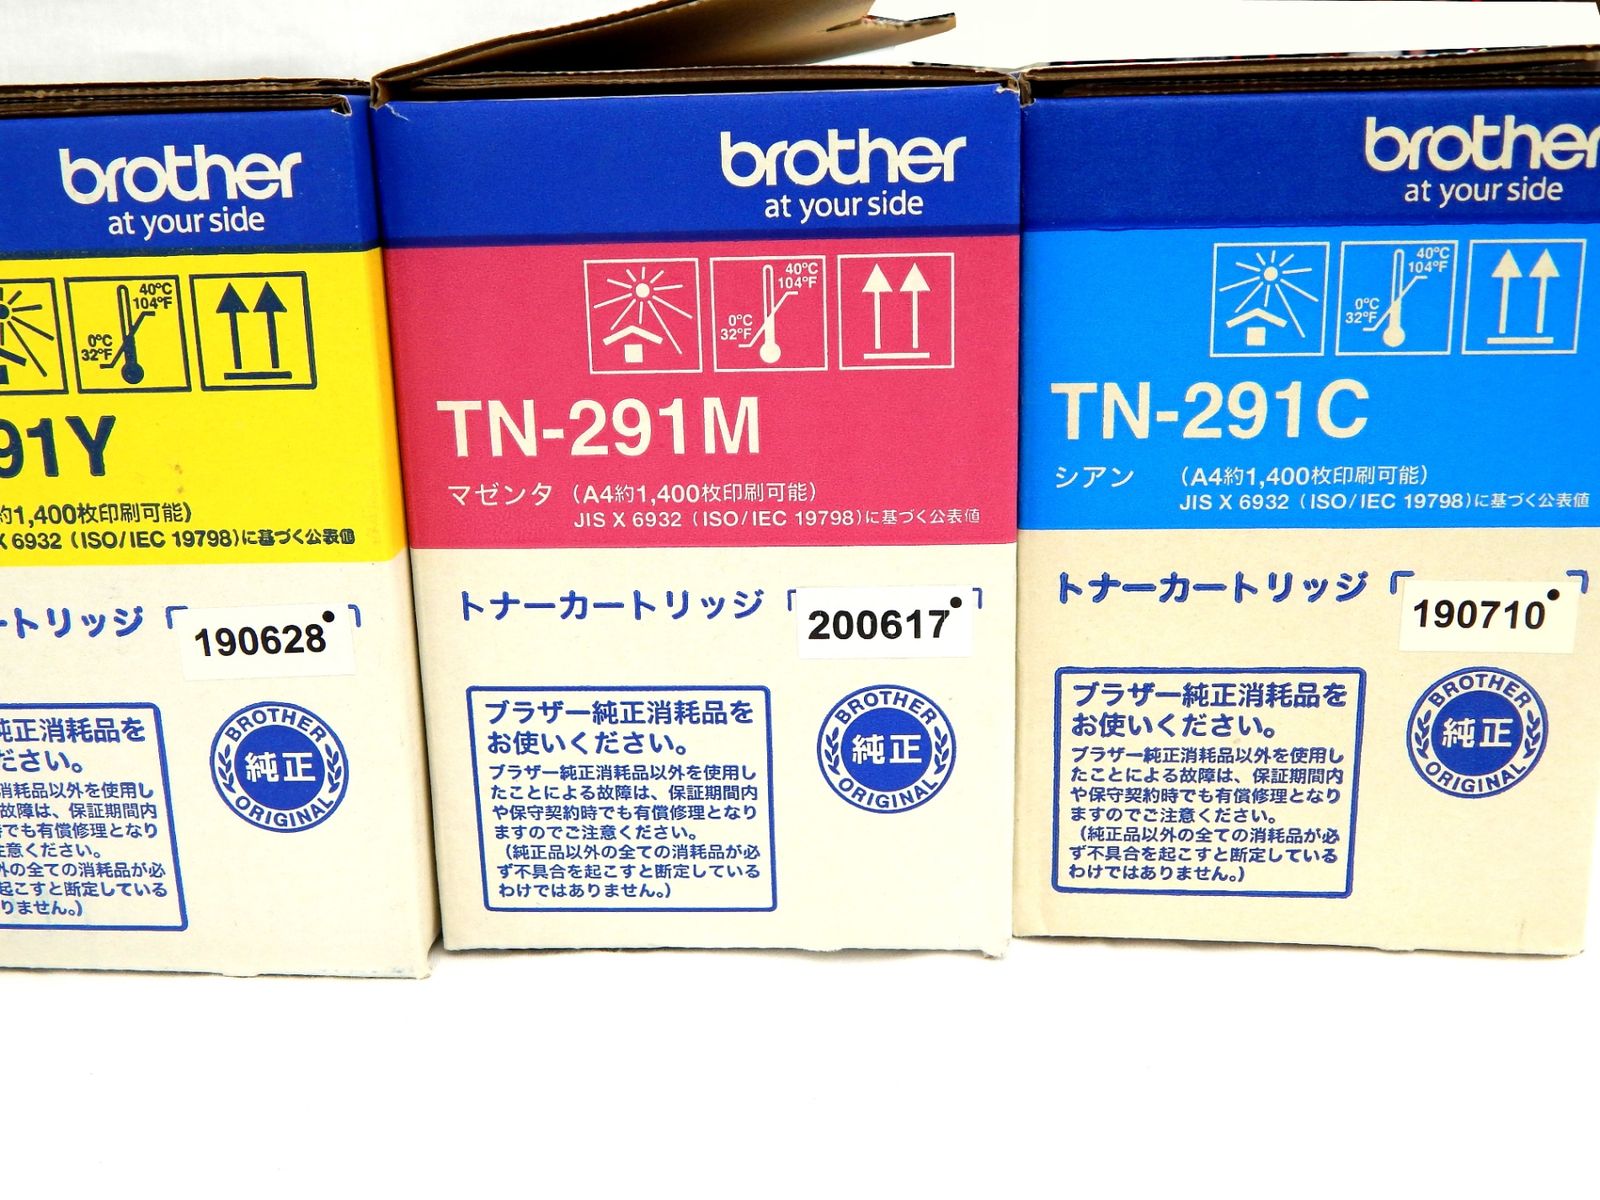 brother
at your side
40°C
104°F
0°C
32°F
91Y
約1,400枚印刷可能）
X 6932（ISO/IEC 19798）に基づく公表値
ートリッジ
190628
純正消耗品を
ださい。
消耗品以外を使用し
故障は、保証期間内
時でも有償修理となり
注意ください。
外の全ての消耗品が必
起こすと断定している
りません。）
BROTHER
純正
ORIGINAL
brother
at your side
40°C
104°F
0°C
32°F
TN-291M
マゼンタ（A4約1,400枚印刷可能）
JIS X 6932（ISO/IEC 19798）に基づく公表値
トナーカートリッジ
200617
ブラザー純正消耗品を
お使いください。
ブラザー純正消耗品以外を使用し
たことによる故障は、保証期間内
や保守契約時でも有償修理となり
ますのでご注意ください。
（純正品以外の全ての消耗品が必
ず不具合を起こすと断定している
わけではありません。）
BROTHER
純正
ORIGINAL
brother
at your side
40°C
104°F
0°C
32°F
TN-291C
シアン （A4約1,400枚印刷可能）
JIS X 6932（ISO/IEC 19798）に基づく公表値
トナーカートリッジ
190710
ブラザー純正消耗品を
お使いください。
ブラザー純正消耗品以外を使用し
たことによる故障は、保証期間内
や保守契約時でも有償修理となり
ますのでご注意ください。
（純正品以外の全ての消耗品が必
ず不具合を起こすと断定している
わけではありません。）
BROTHER
純正
ORIGINAL